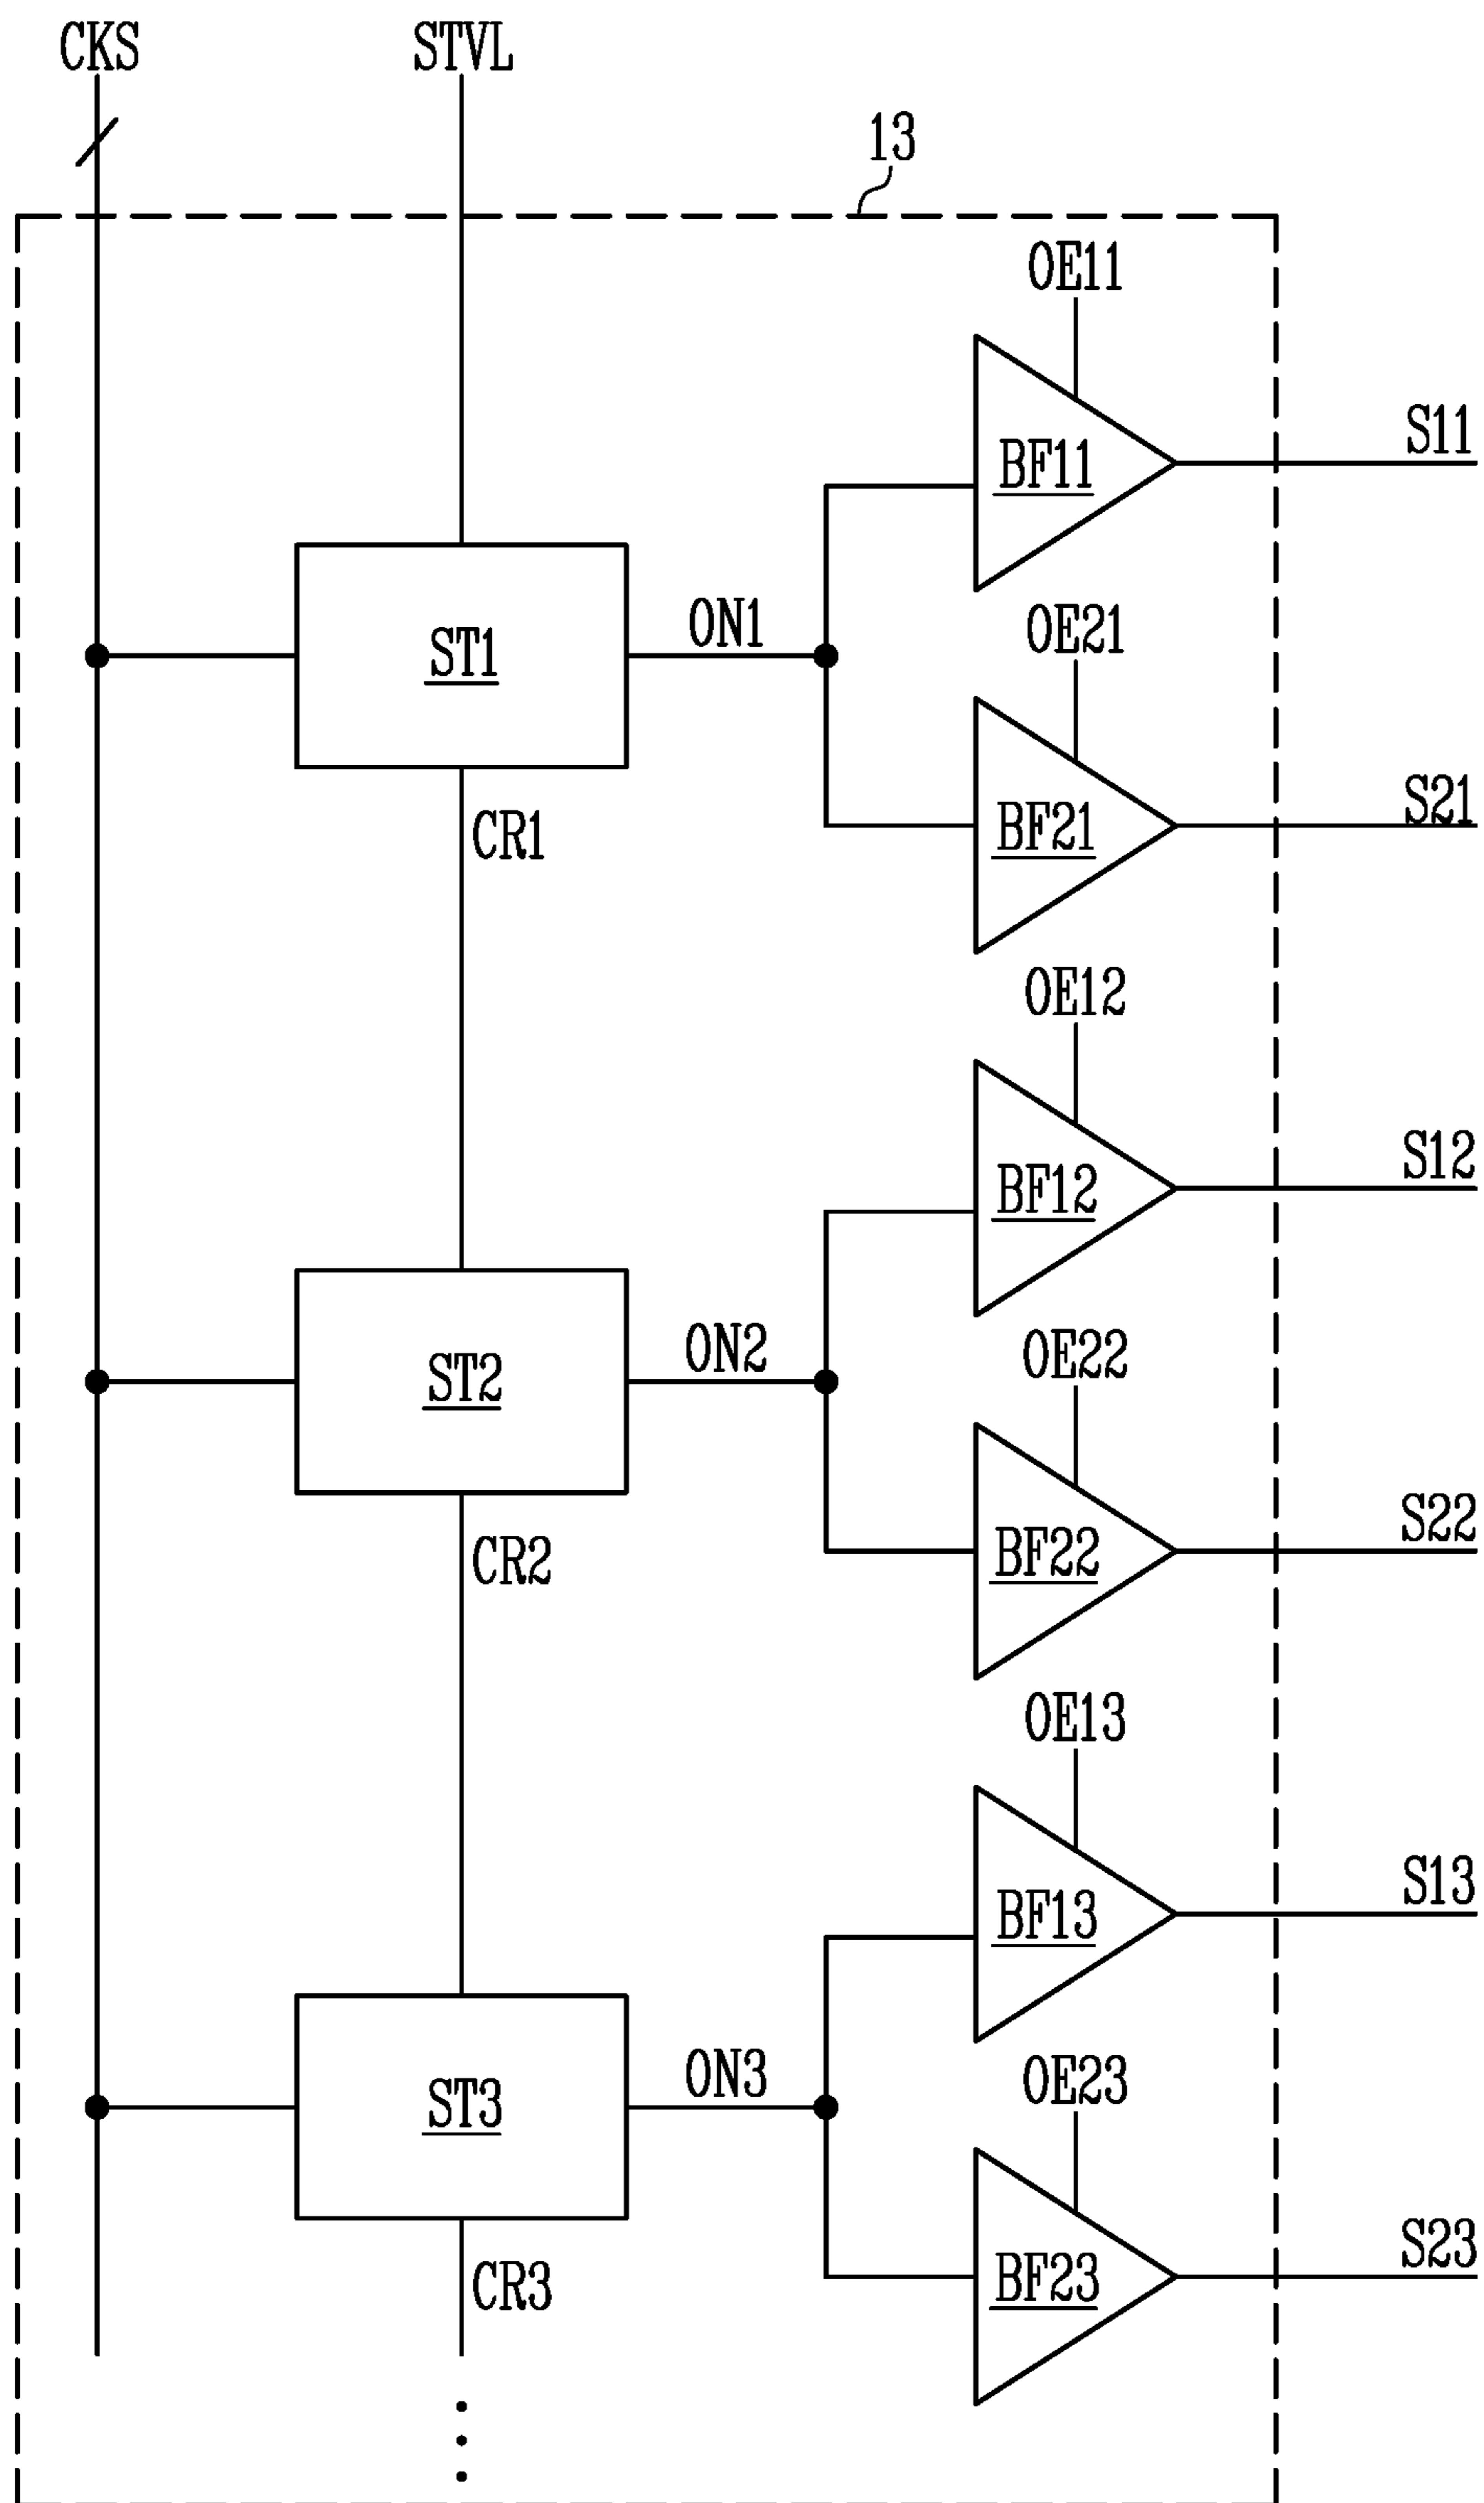 CKS STVL
13
OE11
S11
BF11
ON1 OE21
ST1
S21
CR1 BF21
OE12
S12
BF12
ON2 OE22
ST2
S22
CR2 BF22
OE13
S13
BF13
ON3 OE23
ST3
S23
CR3 BF23